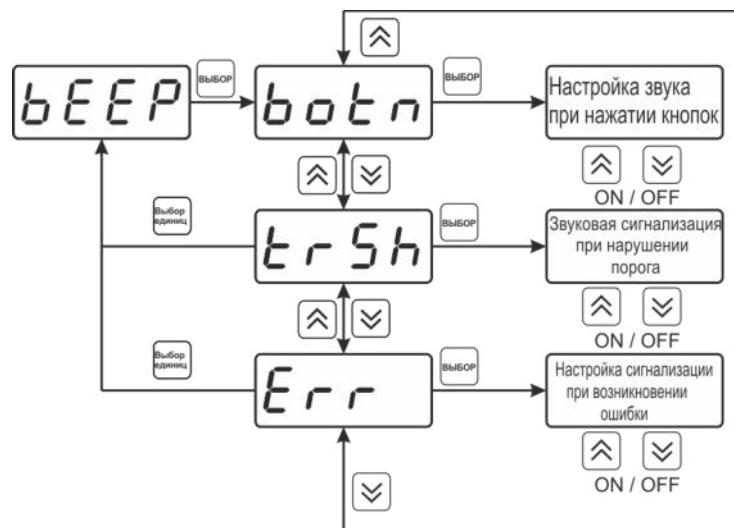 bEEP
ВЫБОР
botn
ВЫБОР
Настройка звука
при нажатии кнопок
ON / OFF
Выбор
единиц
trSh
ВЫБОР
Звуковая сигнализация
при нарушении
порога
ON / OFF
Выбор
единиц
Err
ВЫБОР
Настройка сигнализации
при возникновении
ошибки
ON / OFF